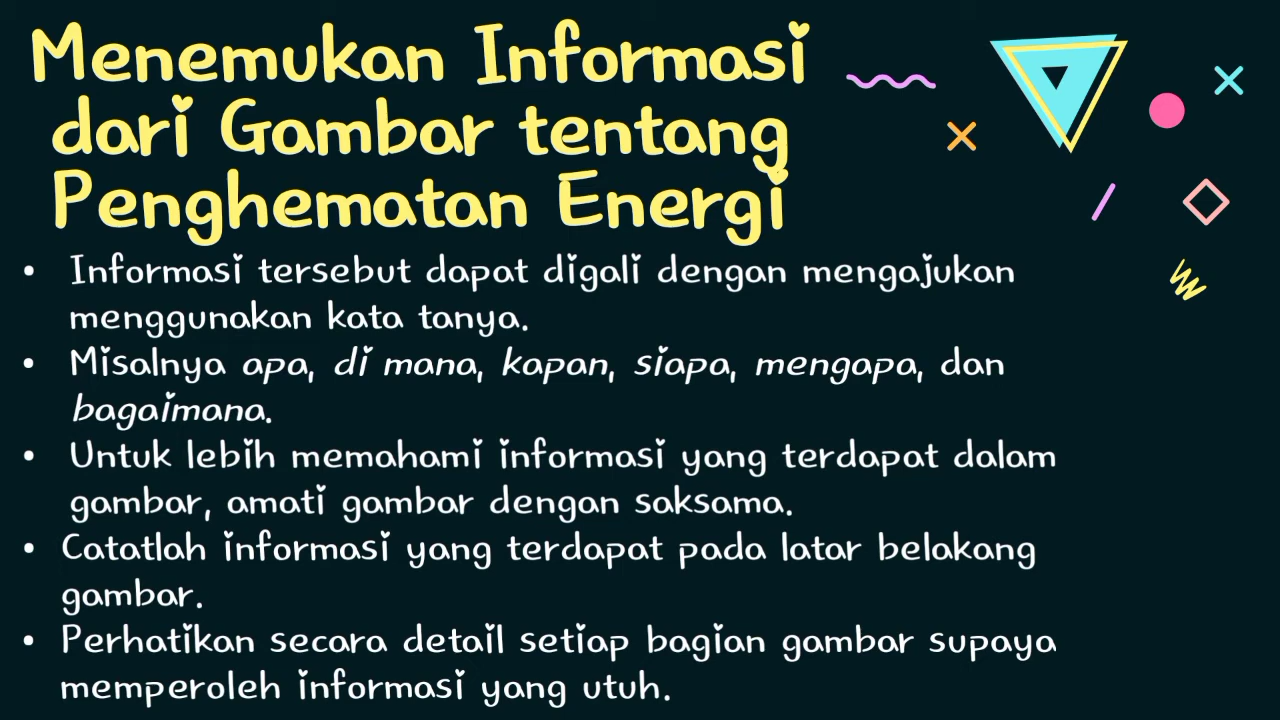 Menemukan Informasi
dari Gambar tentang
Penghematan Energi
• Informasi tersebut dapat digali dengan mengajukan
menggunakan kata tanya.
• Misalnya apa, di mana, kapan, siapa, mengapa, dan
bagaimana.
• Untuk lebih memahami informasi yang terdapat dalam
gambar, amati gambar dengan saksama.
• Catatlah informasi yang terdapat pada latar belakang
gambar.
• Perhatikan secara detail setiap bagian gambar supaya
memperoleh informasi yang utuh.